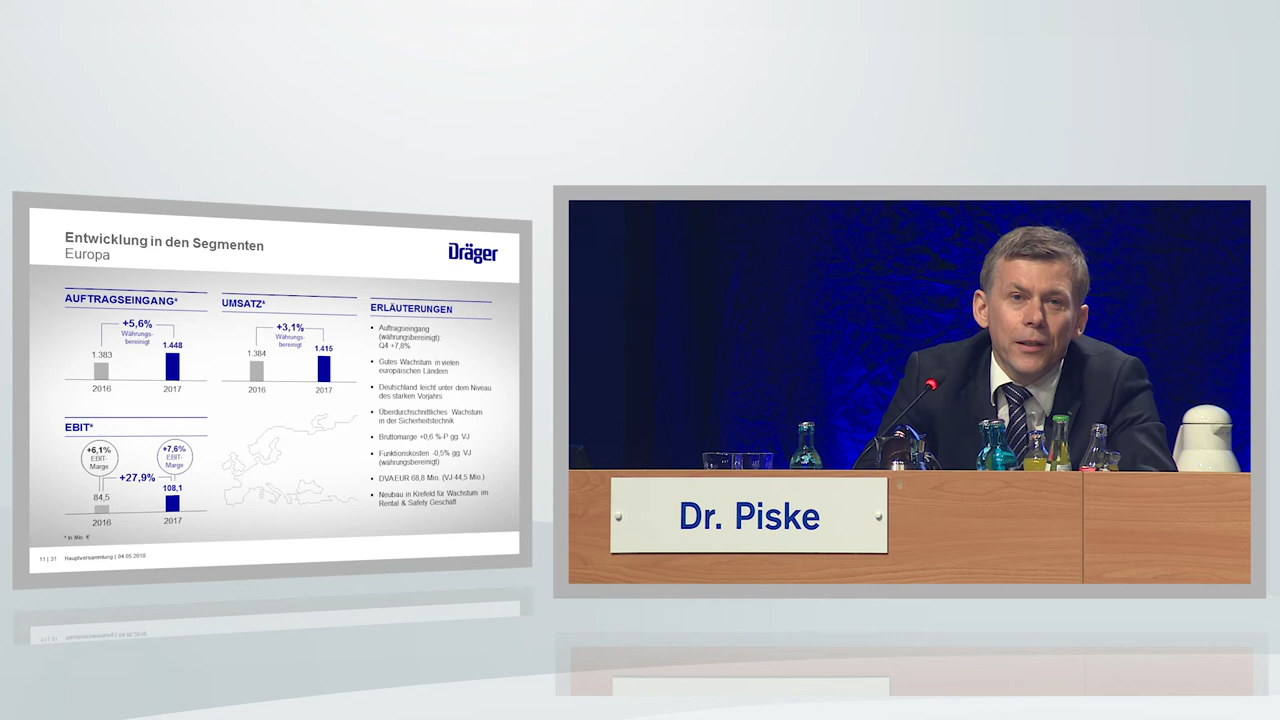 Entwicklung in den Segmenten
Europa
Dräger
AUFTRAGSEINGANG*
+5,6%
Währungs-
bereinigt
1.383
1.448
2016
2017
UMSATZ*
+3,1%
Währungs-
bereinigt
1.384
1.415
2016
2017
EBIT*
+6,1%
EBIT-
Marge
+7,6%
EBIT-
Marge
+27,9%
84,5
108,1
2016
2017
* in Mio. €
ERLÄUTERUNGEN
▪ Auftragseingang
(währungsbereinigt):
Q4 +7,8%
▪ Gutes Wachstum in vielen
europäischen Ländern
▪ Deutschland leicht unter dem Niveau
des starken Vorjahrs
▪ Überdurchschnittliches Wachstum
in der Sicherheitstechnik
▪ Bruttomarge +0,6 %-P gg. VJ
▪ Funktionskosten -0,5% gg. VJ
(währungsbereinigt)
▪ DVA EUR 68,8 Mio. (VJ 44,5 Mio.)
▪ Neubau in Krefeld für Wachstum im
Rental & Safety Geschäft
11 | 31 Hauptversammlung | 04.05.2018
Dr. Piske